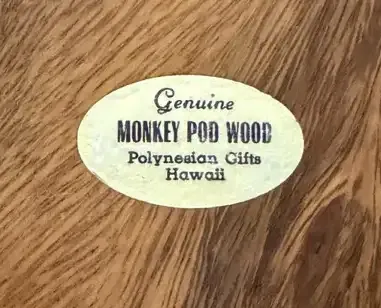 Genuine
MONKEY POD WOOD
Polynesian Gifts
Hawaii